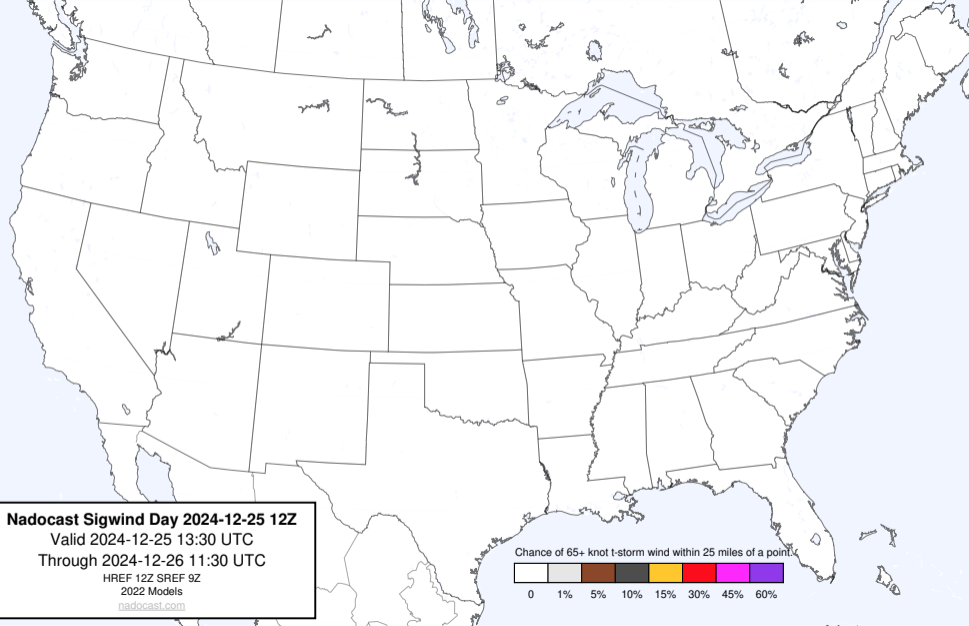 Nadocast Sigwind Day 2024-12-25 12Z
Valid 2024-12-25 13:30 UTC
Through 2024-12-26 11:30 UTC
HREF 12Z SREF 9Z
2022 Models
nadocast.com
Chance of 65+ knot t-storm wind within 25 miles of a point.
0 1% 5% 10% 15% 30% 45% 60%